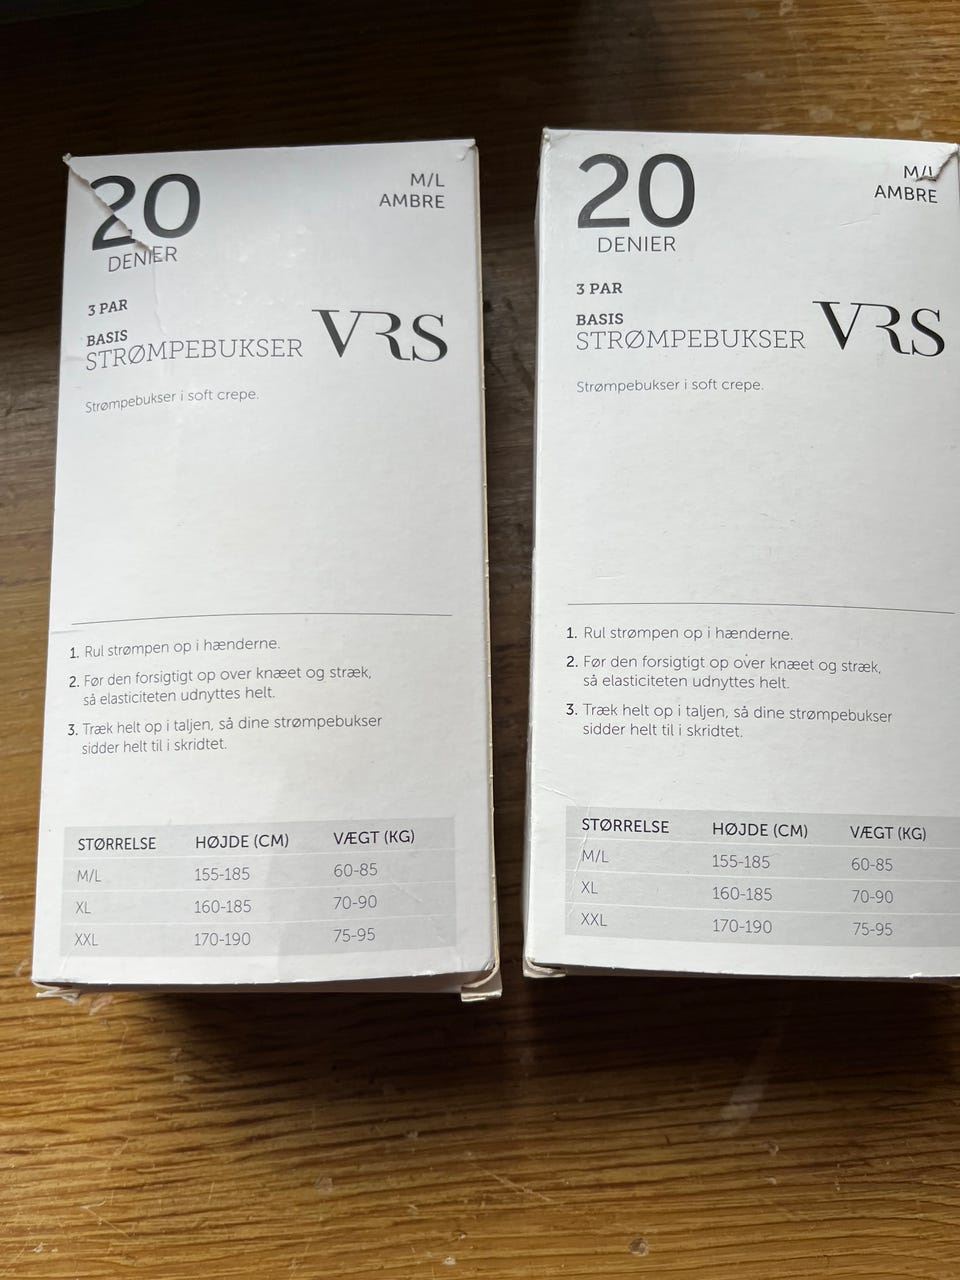 20
DENIER
M/L
AMBRE
3 PAR
BASIS
STRØMPEBUKSER
VRS
Strømpebukser i soft crepe.
1. Rul strømpen op i hænderne.
2. Før den forsigtigt op over knæet og stræk,
så elasticiteten udnyttes helt.
3. Træk helt op i taljen, så dine strømpebukser
sidder helt til i skridtet.
STØRRELSE HØJDE (CM) VÆGT (KG)
M/L 155-185 60-85
XL 160-185 70-90
XXL 170-190 75-95
20
DENIER
M/L
AMBRE
3 PAR
BASIS
STRØMPEBUKSER
VRS
Strømpebukser i soft crepe.
1. Rul strømpen op i hænderne.
2. Før den forsigtigt op over knæet og stræk,
så elasticiteten udnyttes helt.
3. Træk helt op i taljen, så dine strømpebukser
sidder helt til i skridtet.
STØRRELSE HØJDE (CM) VÆGT (KG)
M/L 155-185 60-85
XL 160-185 70-90
XXL 170-190 75-95